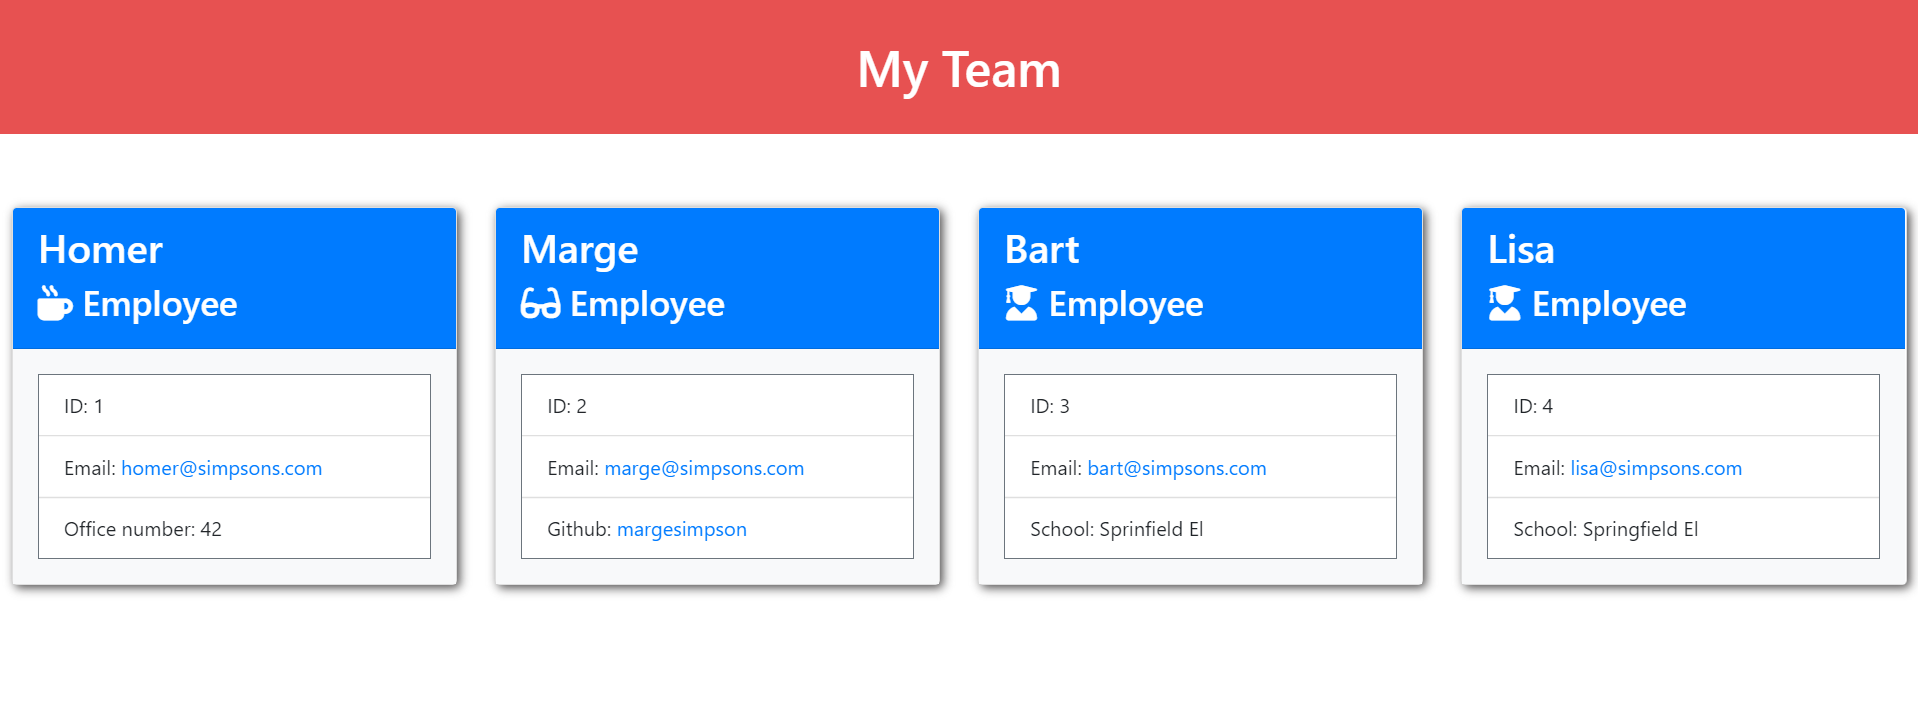 My Team
Homer
Employee
ID: 1
Email: homer@simpsons.com
Office number: 42
Marge
Employee
ID: 2
Email: marge@simpsons.com
Github: margesimpson
Bart
Employee
ID: 3
Email: bart@simpsons.com
School: Sprinfield El
Lisa
Employee
ID: 4
Email: lisa@simpsons.com
School: Springfield El